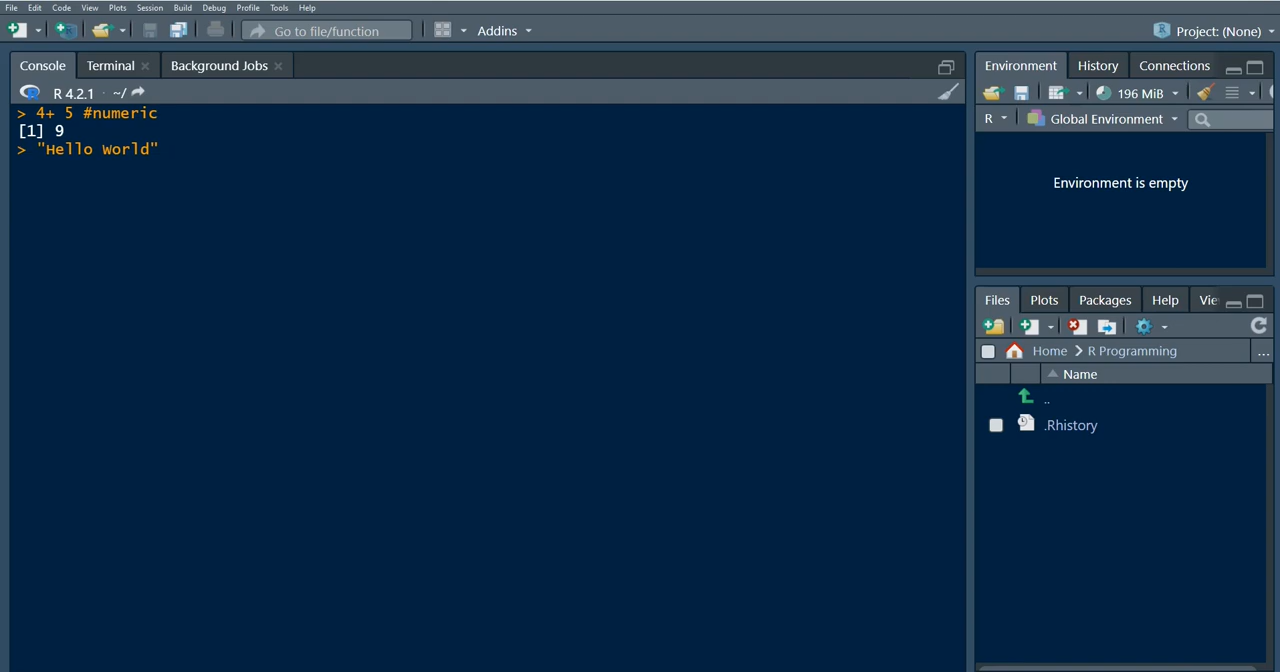 File Edit Code View Plots Session Build Debug Profile Tools Help
Go to file/function Addins Project: (None)
Console Terminal Background Jobs
R 4.2.1 · ~/
> 4+ 5 #numeric
[1] 9
> "Hello World"
Environment History Connections
196 MiB
R Global Environment
Environment is empty
Files Plots Packages Help Vie
Home R Programming ...
Name
..
.Rhistory